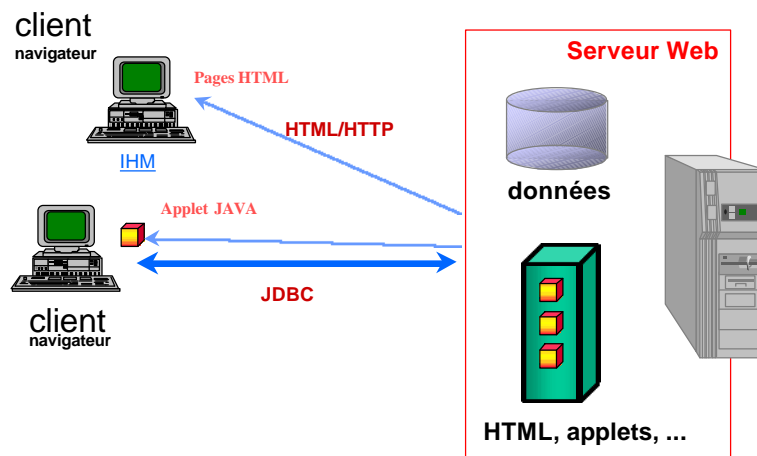 client
navigateur
Serveur Web
Pages HTML
HTML/HTTP
IHM
données
Applet JAVA
JDBC
client
navigateur
HTML, applets, ...